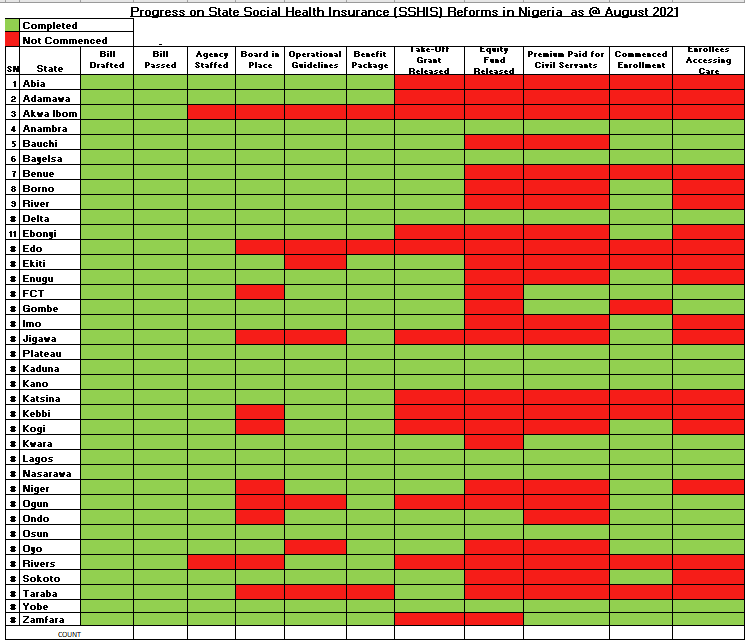 Progress on State Social Health Insurance (SSHIS) Reforms in Nigeria as @ August 2021
Completed
Not Commenced
SN State Bill Drafted Bill Passed Agency Staffed Board in Place Operational Guidelines Benefit Package Take-Off Grant Released Equity Fund Released Premium Paid for Civil Servants Commenced Enrollment Enrollees Accessing Care
1 Abia
2 Adamawa
3 Akwa Ibom
4 Anambra
5 Bauchi
6 Bayelsa
7 Benue
8 Borno
9 River
# Delta
11 Ebonyi
# Edo
# Ekiti
# Enugu
# FCT
# Gombe
# Imo
# Jigawa
# Plateau
# Kaduna
# Kano
# Katsina
# Kebbi
# Kogi
# Kwara
# Lagos
# Nasarawa
# Niger
# Ogun
# Ondo
# Osun
# Oyo
# Rivers
# Sokoto
# Taraba
# Yobe
# Zamfara
COUNT